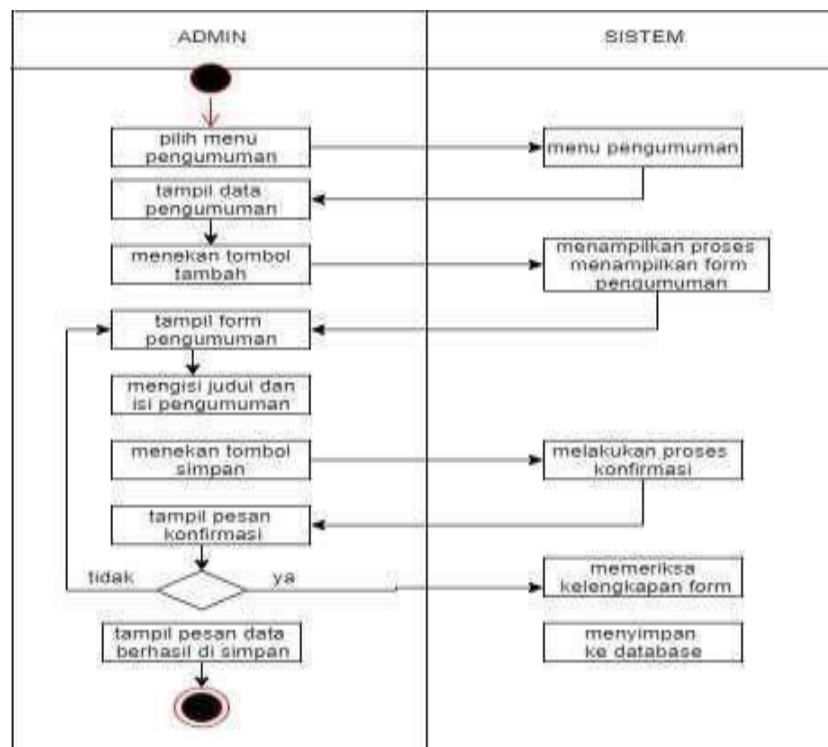 ADMIN
SISTEM
pilih menu
pengumuman
menu pengumuman
tampil data
pengumuman
menekan tombol
tambah
menampilkan proses
menampilkan form
pengumuman
tampil form
pengumuman
mengisi judul dan
isi pengumuman
menekan tombol
simpan
melakukan proses
konfirmasi
tampil pesan
konfirmasi
tidak
ya
memeriksa
kelengkapan form
tampil pesan data
berhasil di simpan
menyimpan
ke database